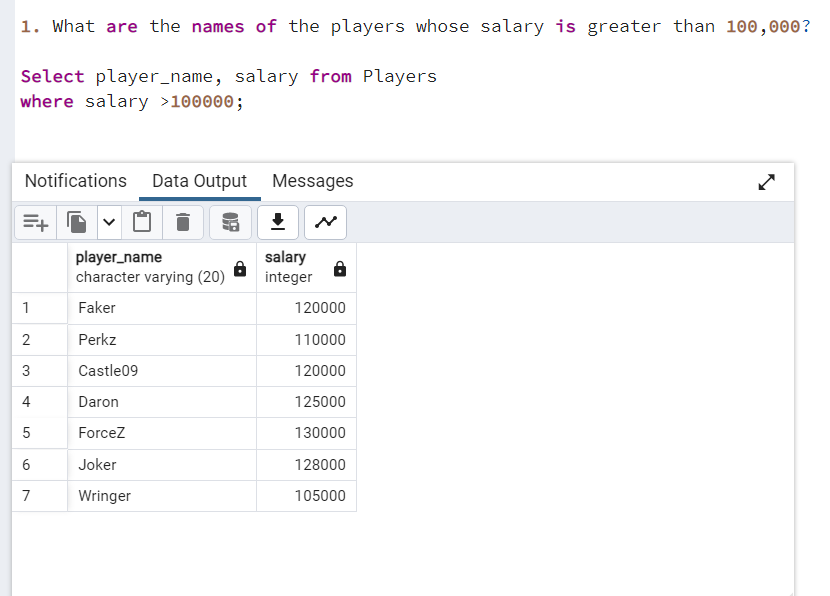 1. What are the names of the players whose salary is greater than 100,000?
Select player_name, salary from Players
where salary >100000;
Notifications Data Output Messages
player_name salary
character varying (20) integer
1 Faker 120000
2 Perkz 110000
3 Castle09 120000
4 Daron 125000
5 ForceZ 130000
6 Joker 128000
7 Wringer 105000